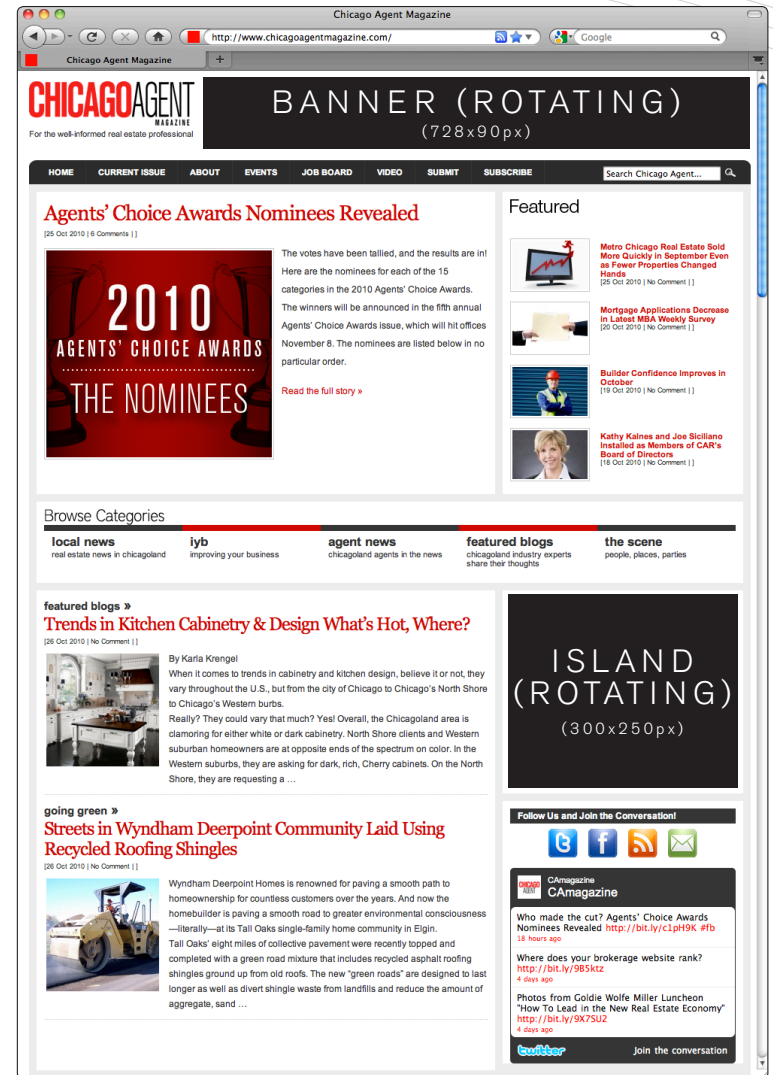 Chicago Agent Magazine
http://www.chicagoagentmagazine.com/
Google
Chicago Agent Magazine
+
CHICAGOAGENT
MAGAZINE
For the well-informed real estate professional
BANNER (ROTATING)
(728x90px)
HOME CURRENT ISSUE ABOUT EVENTS JOB BOARD VIDEO SUBMIT SUBSCRIBE
Search Chicago Agent...
Agents' Choice Awards Nominees Revealed
[25 Oct 2010 | 6 Comments | ]
2010
AGENTS' CHOICE AWARDS
THE NOMINEES
The votes have been tallied, and the results are in!
Here are the nominees for each of the 15
categories in the 2010 Agents' Choice Awards.
The winners will be announced in the fifth annual
Agents' Choice Awards issue, which will hit offices
November 8. The nominees are listed below in no
particular order.
Read the full story »
Featured
Metro Chicago Real Estate Sold
More Quickly in September Even
as Fewer Properties Changed
Hands
[25 Oct 2010 | No Comment | ]
Mortgage Applications Decrease
in Latest MBA Weekly Survey
[20 Oct 2010 | No Comment | ]
Builder Confidence Improves in
October
[19 Oct 2010 | No Comment | ]
Kathy Kalnes and Joe Siciliano
Installed as Members of CAR's
Board of Directors
[18 Oct 2010 | No Comment | ]
Browse Categories
local news
real estate news in chicagoland
iyb
improving your business
agent news
chicagoland agents in the news
featured blogs
chicagoland industry experts
share their thoughts
the scene
people, places, parties
featured blogs »
Trends in Kitchen Cabinetry & Design What's Hot, Where?
[26 Oct 2010 | No Comment | ]
By Karla Krengel
When it comes to trends in cabinetry and kitchen design, believe it or not, they
vary throughout the U.S., but from the city of Chicago to Chicago's North Shore
to Chicago's Western burbs.
Really? They could vary that much? Yes! Overall, the Chicagoland area is
clamoring for either white or dark cabinetry. North Shore clients and Western
suburban homeowners are at opposite ends of the spectrum on color. In the
Western suburbs, they are asking for dark, rich, Cherry cabinets. On the North
Shore, they are requesting a …
ISLAND
(ROTATING)
(300x250px)
going green »
Streets in Wyndham Deerpoint Community Laid Using
Recycled Roofing Shingles
[26 Oct 2010 | No Comment | ]
Wyndham Deerpoint Homes is renowned for paving a smooth path to
homeownership for countless customers over the years. And now the
homebuilder is paving a smooth road to greater environmental consciousness
—literally—at its Tall Oaks single-family home community in Elgin.
Tall Oaks' eight miles of collective pavement were recently topped and
completed with a green road mixture that includes recycled asphalt roofing
shingles ground up from old roofs. The new "green roads" are designed to last
longer as well as divert shingle waste from landfills and reduce the amount of
aggregate, sand …
Follow Us and Join the Conversation!
CHICAGO
CAmagazine
CAmagazine
Who made the cut? Agents' Choice Awards
Nominees Revealed http://bit.ly/c1pH9K #fb
18 hours ago
Where does your brokerage website rank?
http://bit.ly/9B5ktz
4 days ago
Photos from Goldie Wolfe Miller Luncheon
"How To Lead in the New Real Estate Economy"
http://bit.ly/9X7SU2
4 days ago
twitter
Join the conversation